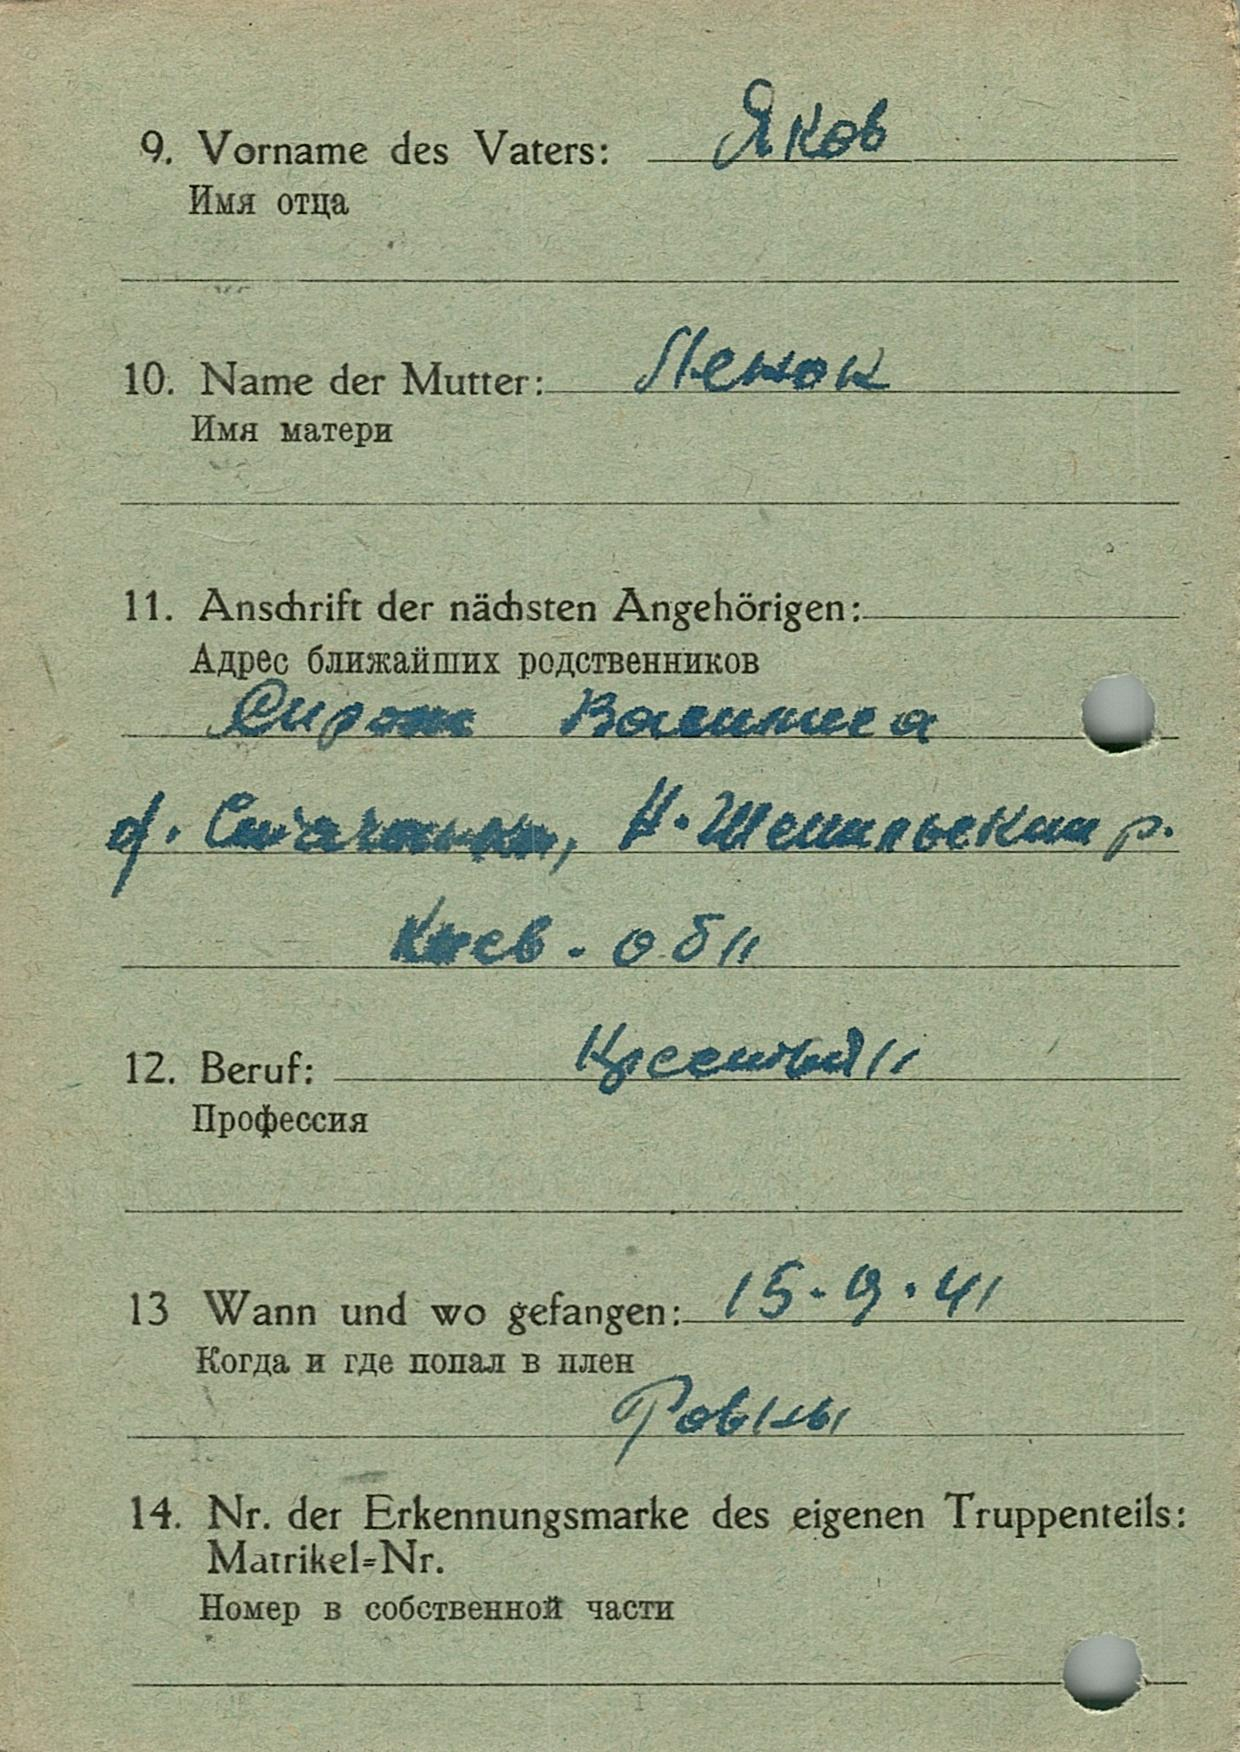 9. Vorname des Vaters: Яков
Имя отца
10. Name der Mutter: Ленок
Имя матери
11. Anschrift der nächsten Angehörigen:
Адрес ближайших родственников
д. Н.
Киев. обл
12. Beruf:
Профессия
13 Wann und wo gefangen: 15.9.41
Когда и где попал в плен
14. Nr. der Erkennungsmarke des eigenen Truppenteils:
Matrikel=Nr.
Номер в собственной части